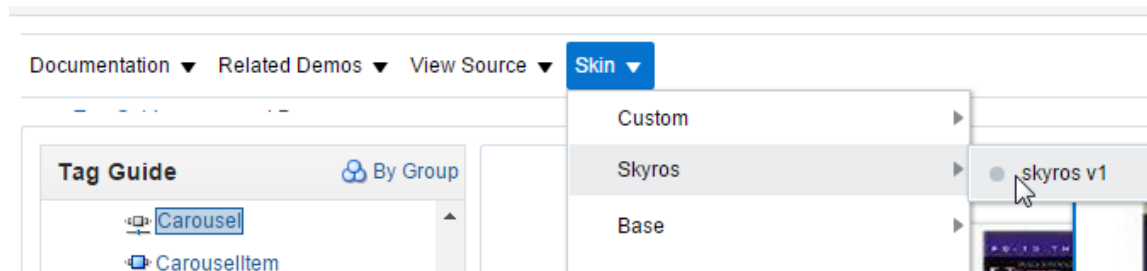 Documentation ▼ Related Demos ▼ View Source ▼ Skin ▼
Custom
Tag Guide By Group
Skyros
skyros v1
Carousel
Base
CarouselItem